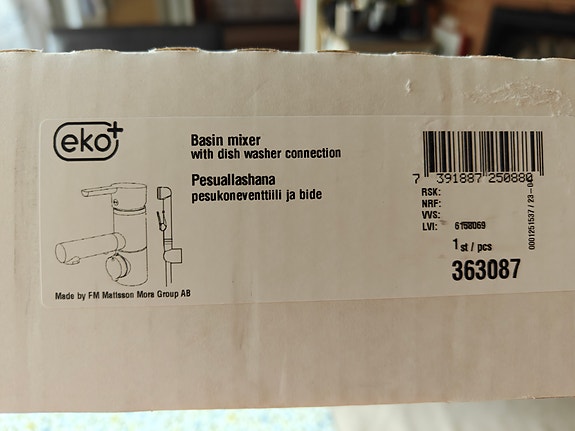 eko+
Basin mixer
with dish washer connection
Pesuallashana
pesukoneventtiili ja bide
Made by FM Mattsson Mora Group AB
7 391887 250880
RSK:
NRF:
VVS:
LVI: 6158069
1 st / pcs
363087